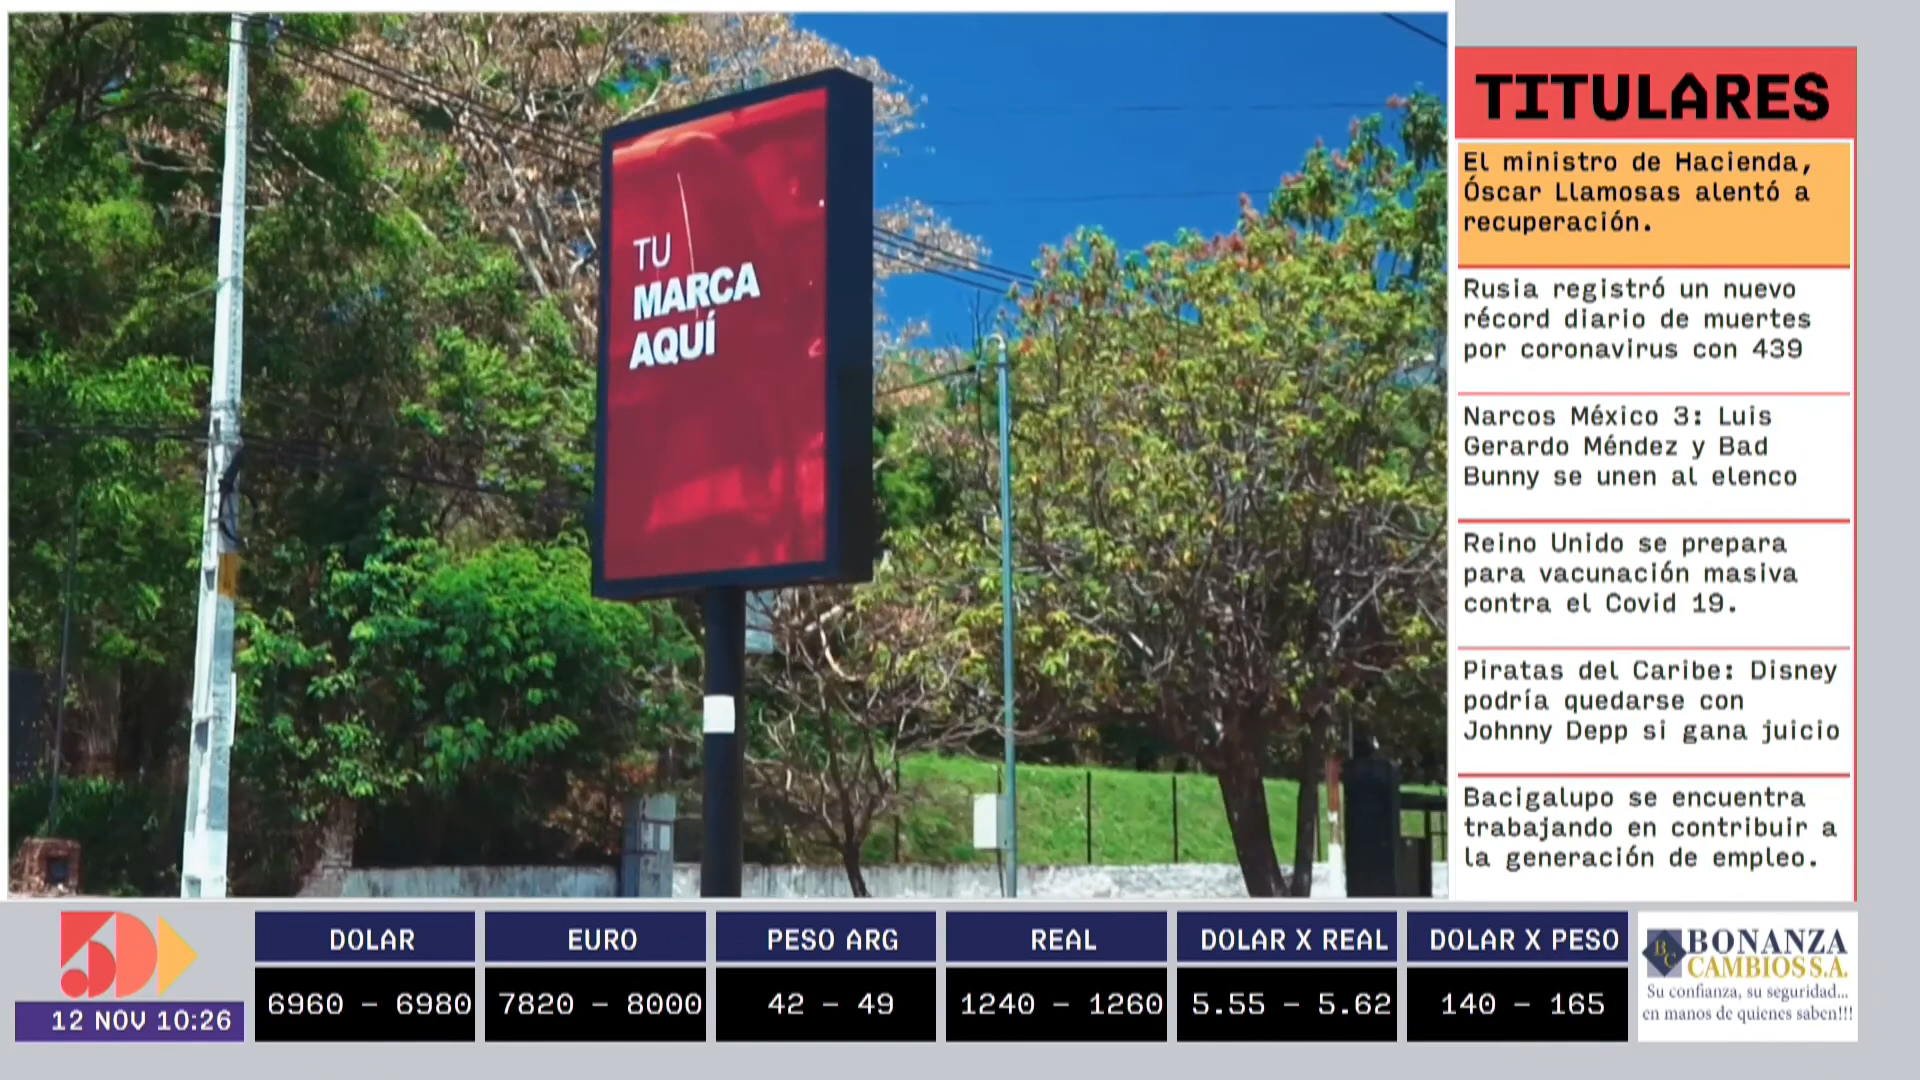 TU
MARCA
AQUÍ
TITULARES
El ministro de Hacienda,
Óscar Llamosas alentó a
recuperación.
Rusia registró un nuevo
récord diario de muertes
por coronavirus con 439
Narcos México 3: Luis
Gerardo Méndez y Bad
Bunny se unen al elenco
Reino Unido se prepara
para vacunación masiva
contra el Covid 19.
Piratas del Caribe: Disney
podría quedarse con
Johnny Depp si gana juicio
Bacigalupo se encuentra
trabajando en contribuir a
la generación de empleo.
5D
12 NOV 10:26
DOLAR
6960 - 6980
EURO
7820 - 8000
PESO ARG
42 - 49
REAL
1240 - 1260
DOLAR X REAL
5.55 - 5.62
DOLAR X PESO
140 - 165
BC
BONANZA
CAMBIOS S.A.
Su confianza, su seguridad...
en manos de quienes saben!!!